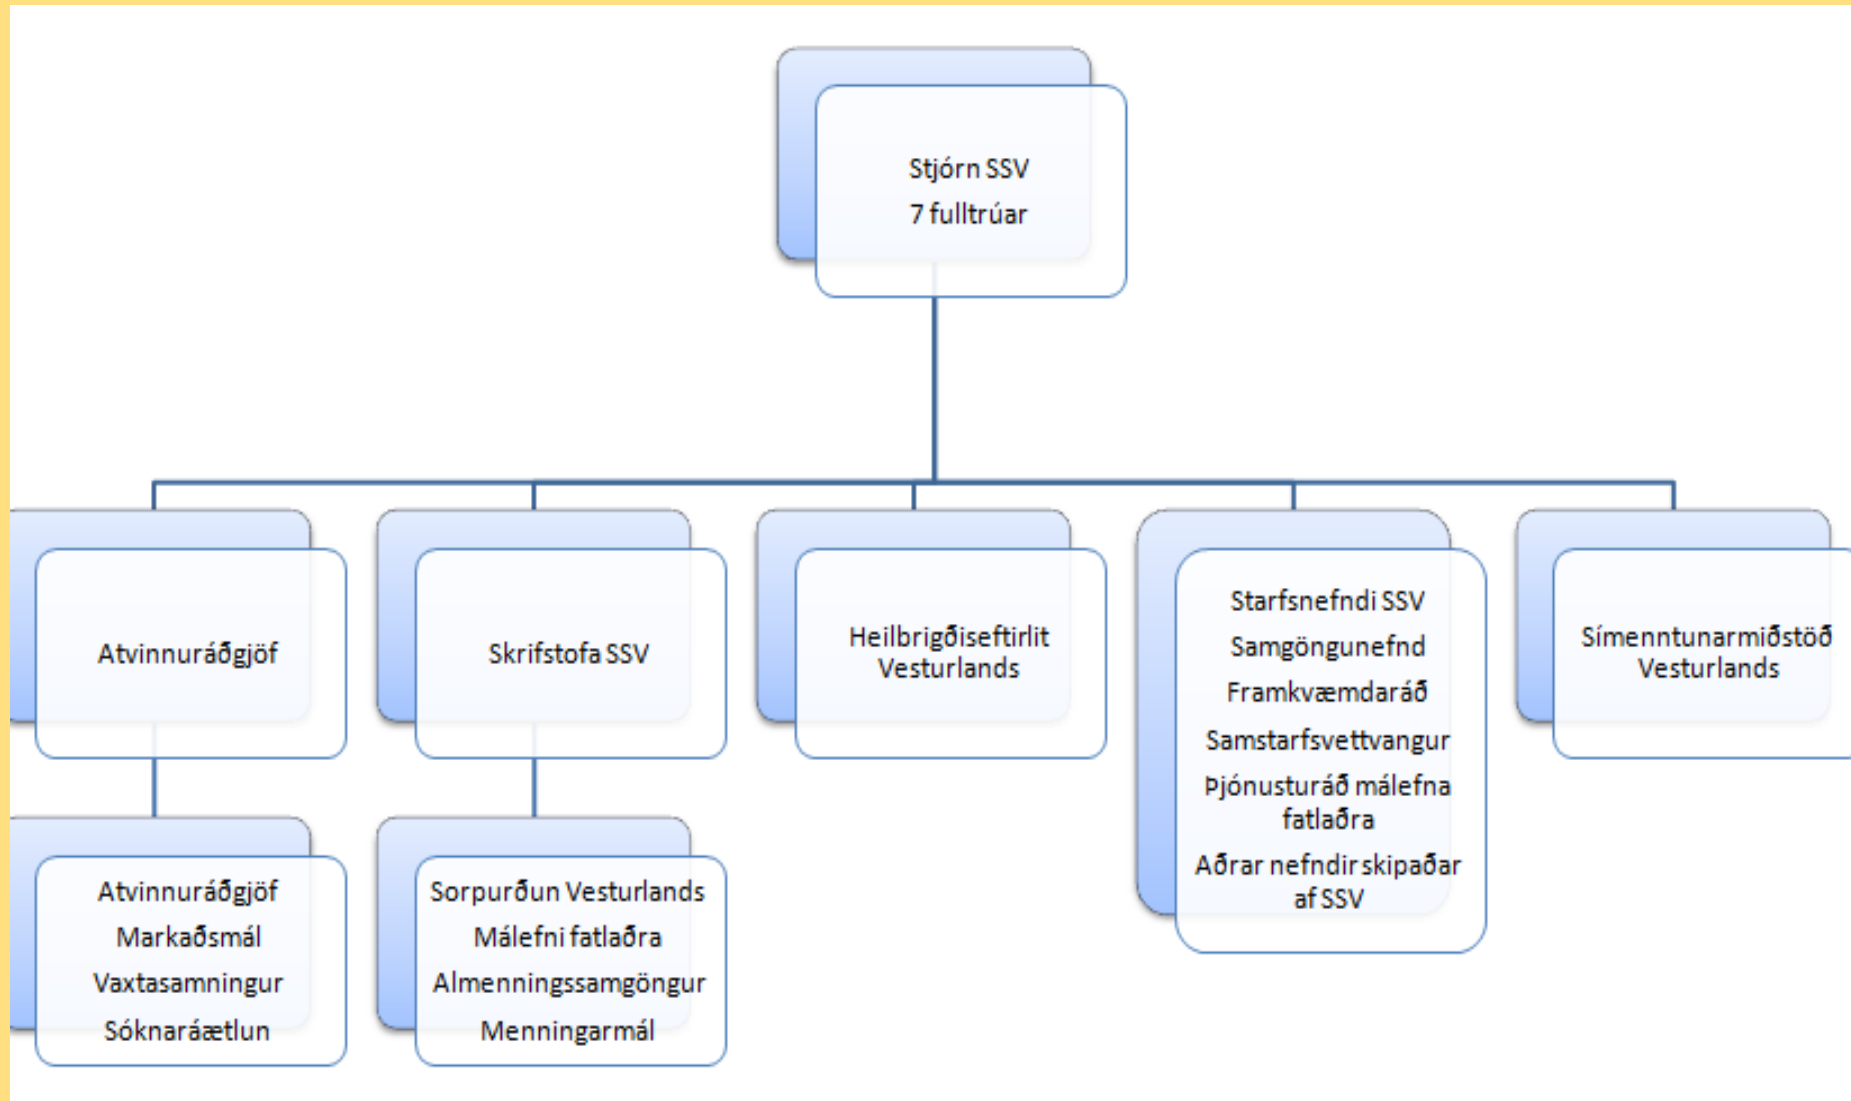 Stjórn SSV
7 fulltrúar
Atvinnuráðgjöf
Skrifstofa SSV
Heilbrigðiseftirlit
Vesturlands
Starfsnefndi SSV
Samgöngunefnd
Framkvæmdaráð
Samstarfsvettvangur
Þjónusturáð málefna
fatlaðra
Aðrar nefndir skipaðar
af SSV
Símenntunarmiðstöð
Vesturlands
Atvinnuráðgjöf
Markaðsmál
Vaxtasamningur
Sóknaráætlun
Sorpurðun Vesturlands
Málefni fatlaðra
Almenningssamgöngur
Menningarmál